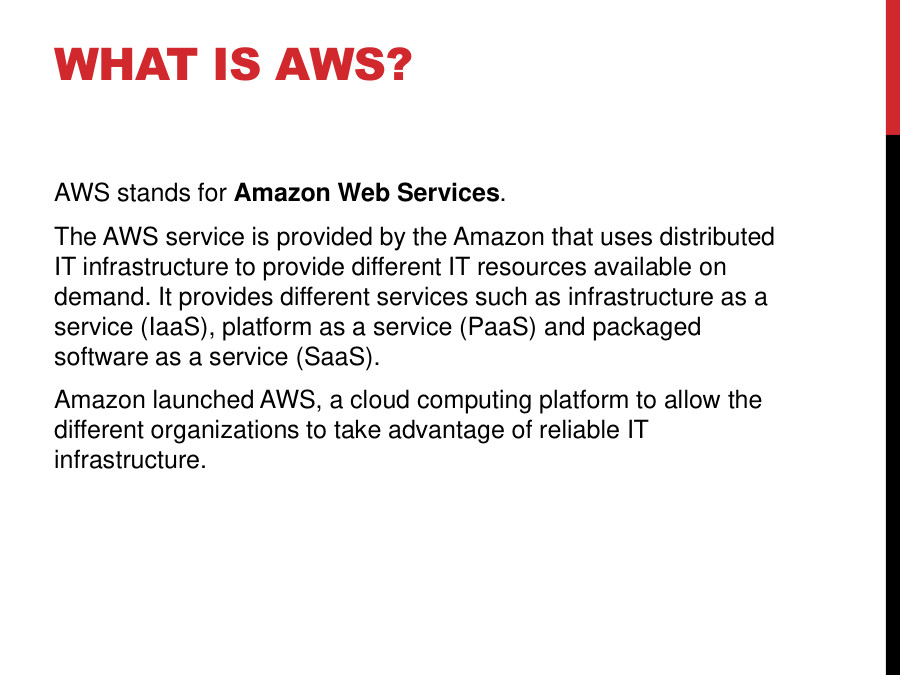 WHAT IS AWS?
AWS stands for Amazon Web Services.
The AWS service is provided by the Amazon that uses distributed
IT infrastructure to provide different IT resources available on
demand. It provides different services such as infrastructure as a
service (IaaS), platform as a service (PaaS) and packaged
software as a service (SaaS).
Amazon launched AWS, a cloud computing platform to allow the
different organizations to take advantage of reliable IT
infrastructure.